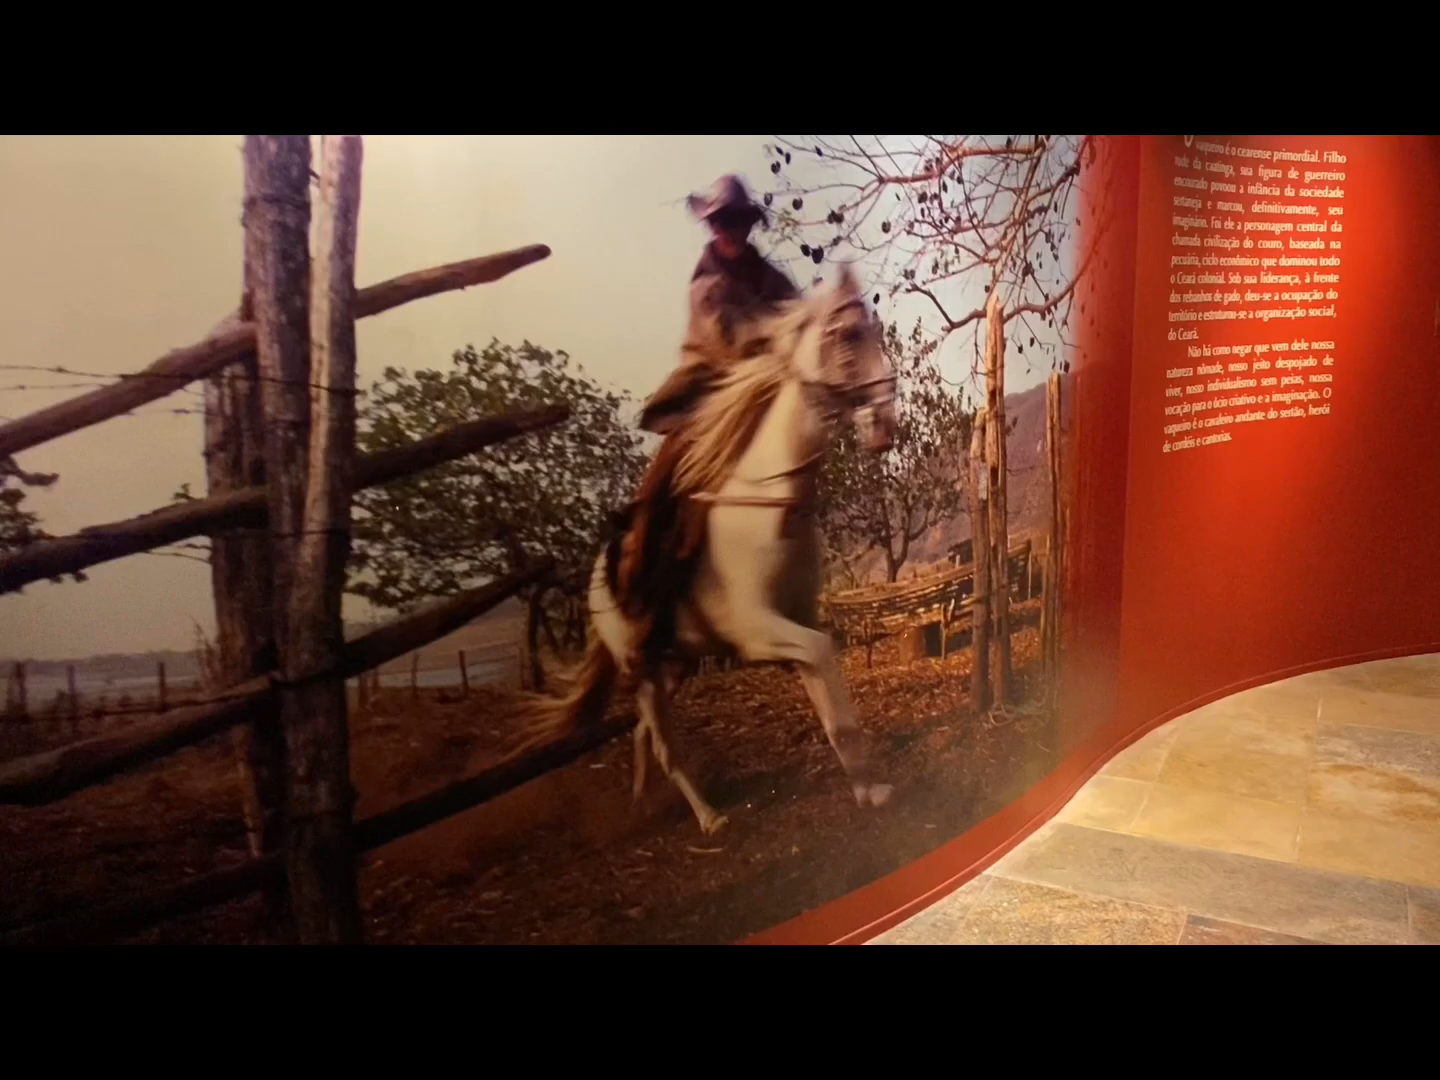 O vaqueiro é o cearense primordial. Filho
rude da caatinga, sua figura de guerreiro
encourado povoou a infância da sociedade
sertaneja e marcou, definitivamente, seu
imaginário. Foi ele a personagem central da
chamada civilização do couro, baseada na
pecuária, ciclo econômico que dominou todo
o Ceará colonial. Sob sua liderança, à frente
dos rebanhos de gado, deu-se a ocupação do
território e estruturou-se a organização social,
do Ceará.
Não há como negar que vem dele nossa
natureza nômade, nosso jeito despojado de
viver, nosso individualismo sem peias, nossa
vocação para o ócio criativo e a imaginação. O
vaqueiro é o cavaleiro andante do sertão, herói
de cordéis e cantorias.